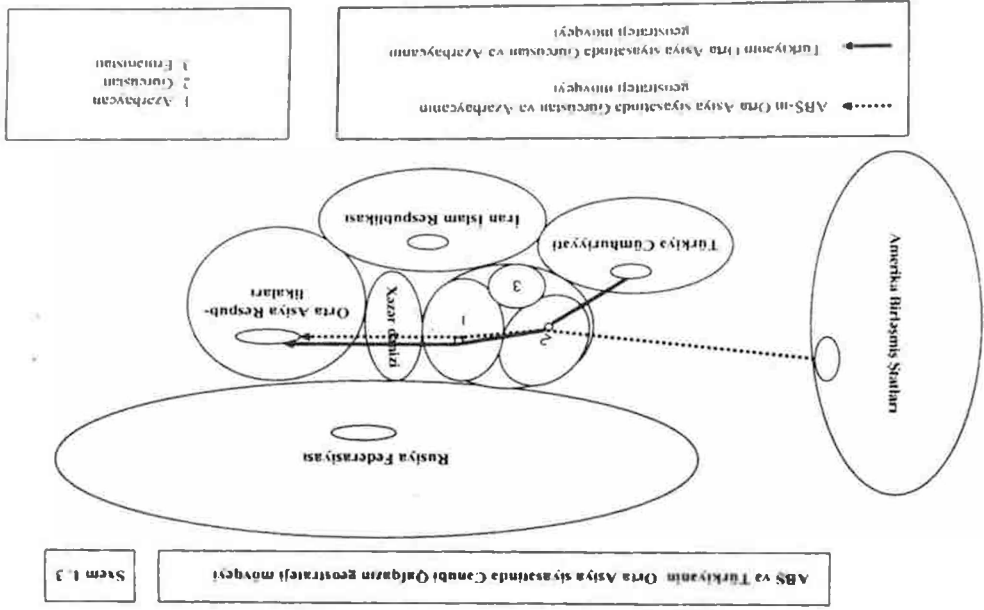 ABS və Türkiyənin Orta Asiya siyasətində Cənubi Qafqazın geostrateji mövqeyi
Sxem 1.3
Rusiya Federasiyası
Amerika Birləşmiş Ştatları
2
1
Xəzər dənizi
Orta Asiya Respub-
likaları
3
Türkiyə Cümhuriyyəti
İran İslam Respublikası
ABS-ın Orta Asiya siyasətində Gürcüstan və Azərbaycanın
geostrateji mövqeyi
Türkiyənin Orta Asiya siyasətində Gürcüstan və Azərbaycanın
geostrateji mövqeyi
1 Azərbaycan
2 Gürcüstan
3 Ermənistan